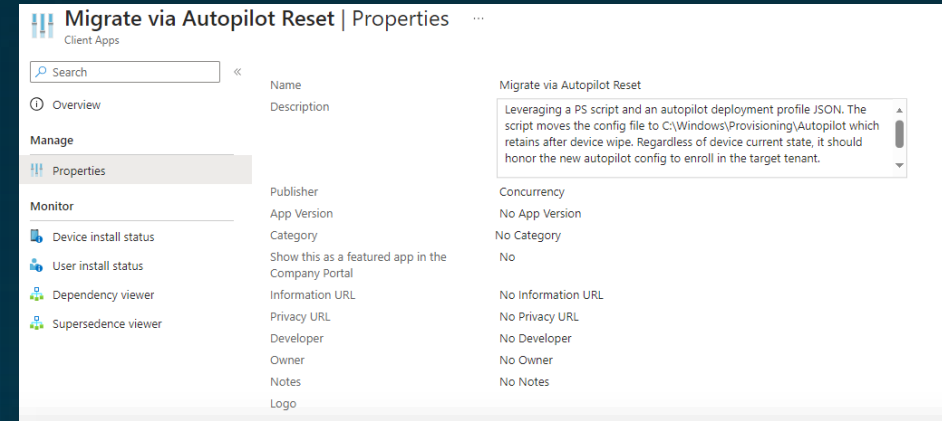 Migrate via Autopilot Reset | Properties ...
Client Apps
Search «
Overview
Manage
Properties
Monitor
Device install status
User install status
Dependency viewer
Supersedence viewer
Name Migrate via Autopilot Reset
Description Leveraging a PS script and an autopilot deployment profile JSON. The
script moves the config file to C:\Windows\Provisioning\Autopilot which
retains after device wipe. Regardless of device current state, it should
honor the new autopilot config to enroll in the target tenant.
Publisher Concurrency
App Version No App Version
Category No Category
Show this as a featured app in the No
Company Portal
Information URL No Information URL
Privacy URL No Privacy URL
Developer No Developer
Owner No Owner
Notes No Notes
Logo